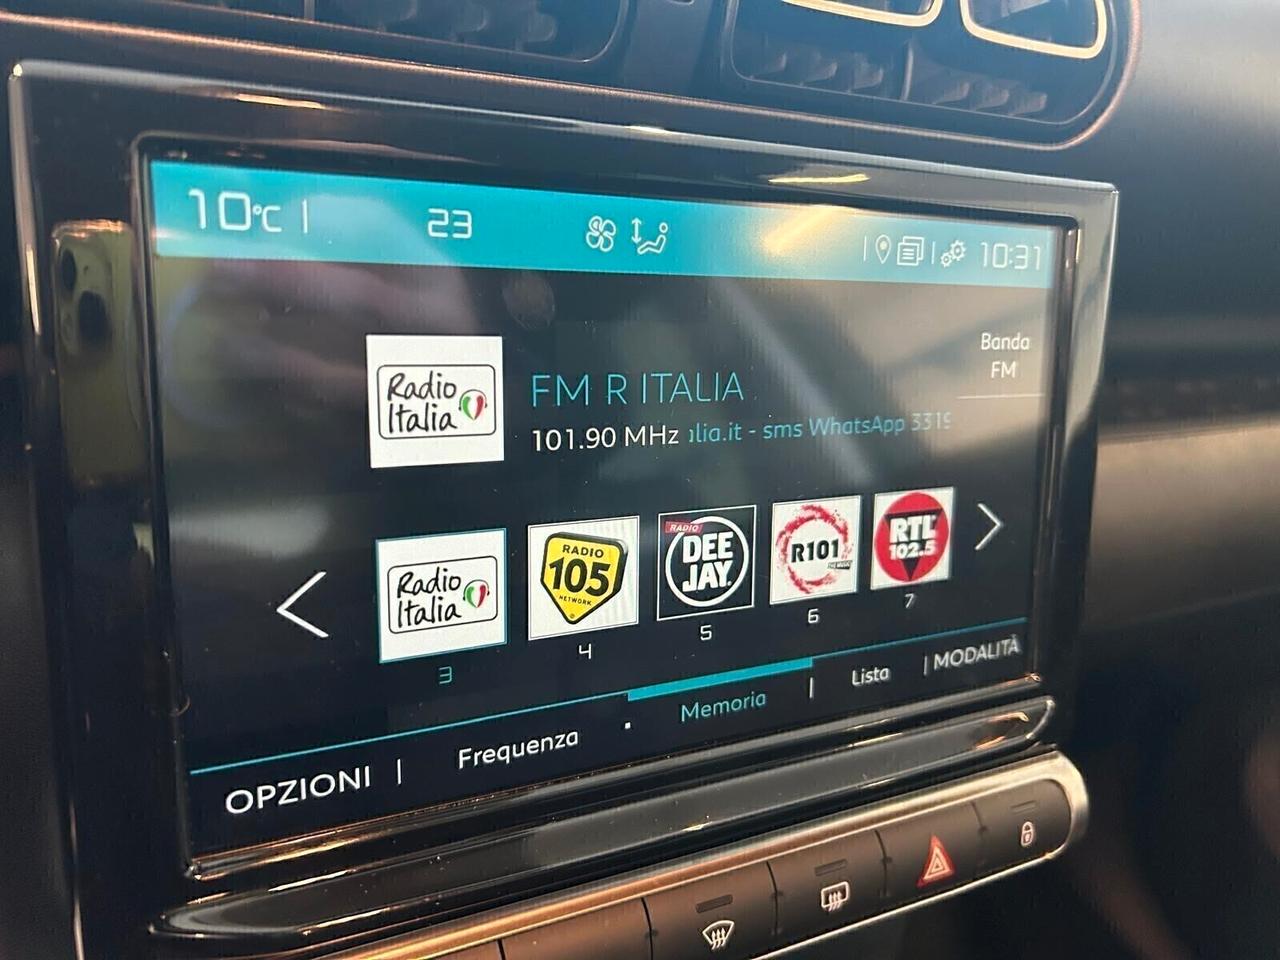 10°C | 23 10:31
Banda
FM
Radio
Italia
FM R ITALIA
101.90 MHz lia.it - sms WhatsApp 3319
Radio
Italia
RADIO
105
NETWORK
RADIO
DEE
JAY
R101
RTL
102.5
3 4 5 6 7
OPZIONI | Frequenza Memoria | Lista | MODALITÀ